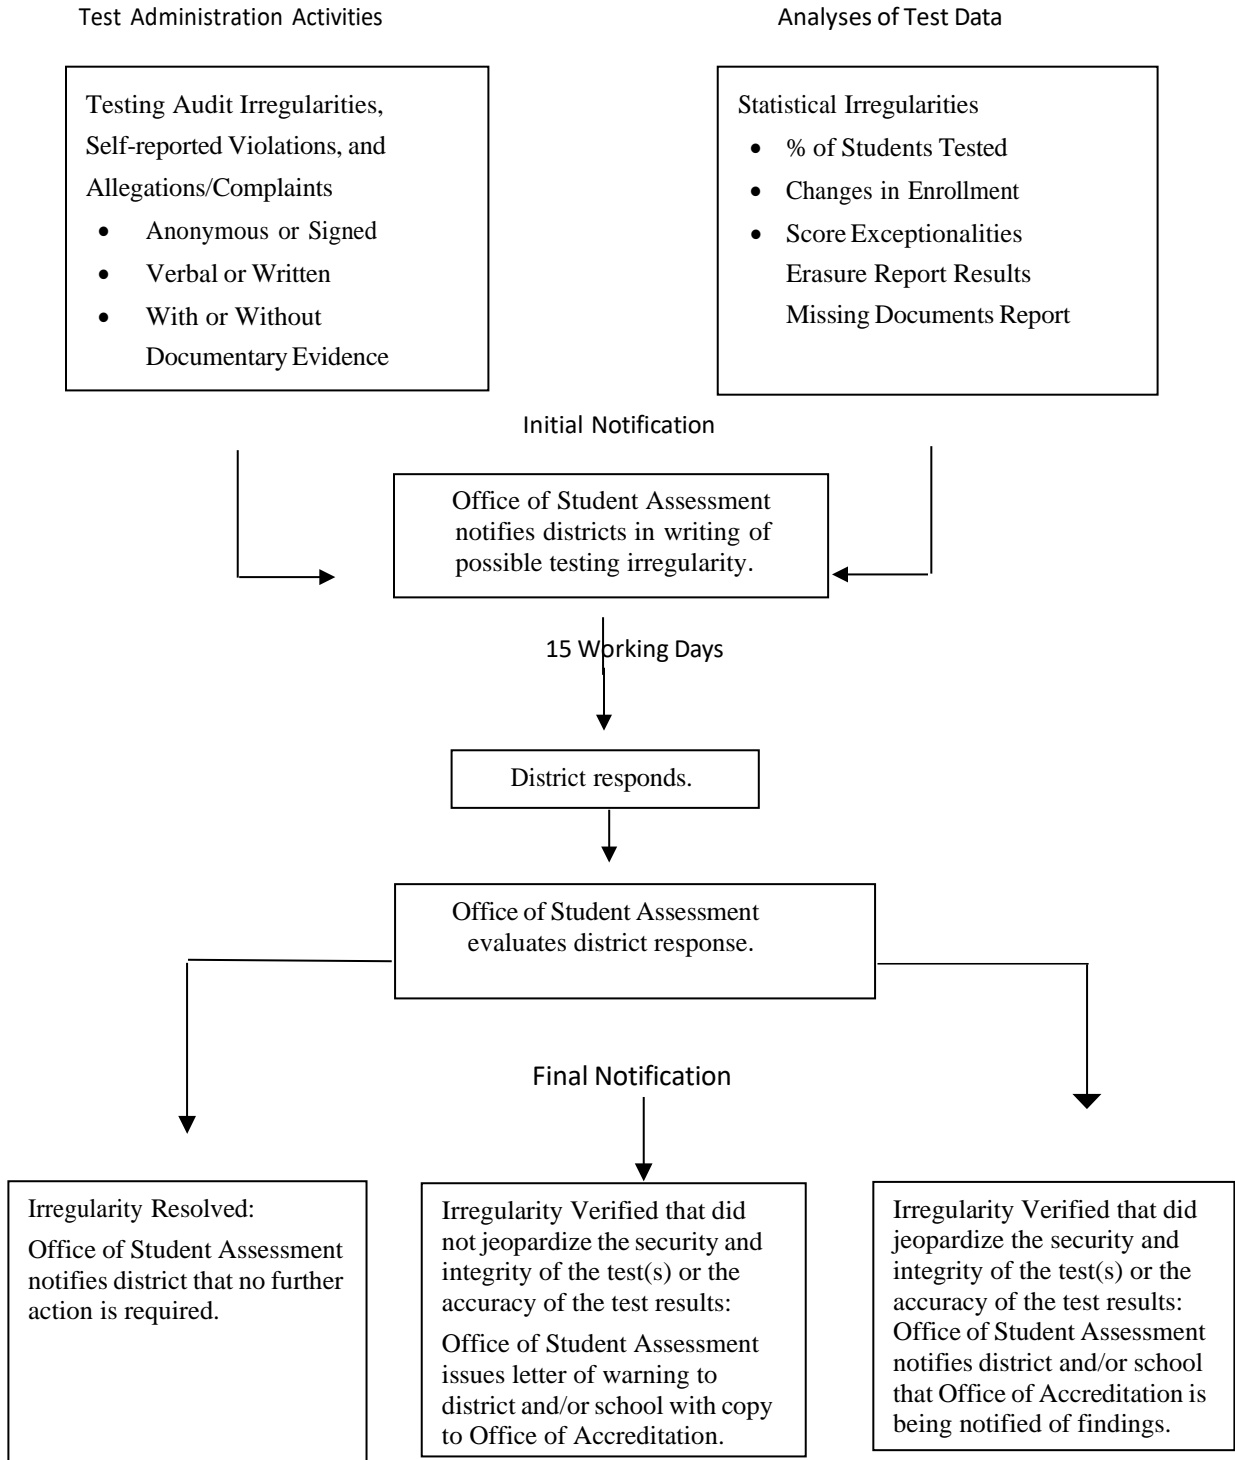 Test Administration Activities
Analyses of Test Data
Testing Audit Irregularities,
Self-reported Violations, and
Allegations/Complaints
• Anonymous or Signed
• Verbal or Written
• With or Without
Documentary Evidence
Statistical Irregularities
• % of Students Tested
• Changes in Enrollment
• Score Exceptionalities
Erasure Report Results
Missing Documents Report
Initial Notification
Office of Student Assessment
notifies districts in writing of
possible testing irregularity.
15 Working Days
District responds.
Office of Student Assessment
evaluates district response.
Final Notification
Irregularity Resolved:
Office of Student Assessment
notifies district that no further
action is required.
Irregularity Verified that did
not jeopardize the security and
integrity of the test(s) or the
accuracy of the test results:
Office of Student Assessment
issues letter of warning to
district and/or school with copy
to Office of Accreditation.
Irregularity Verified that did
jeopardize the security and
integrity of the test(s) or the
accuracy of the test results:
Office of Student Assessment
notifies district and/or school
that Office of Accreditation is
being notified of findings.